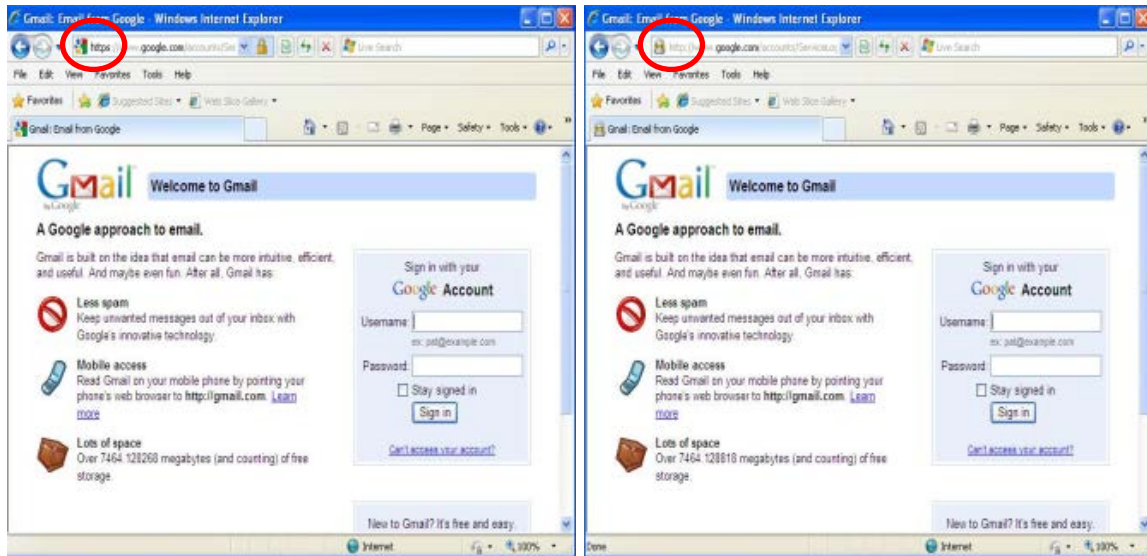 Gmail: Email from Google - Windows Internet Explorer
https://www.google.com/accounts/Ser
Live Search
File Edit View Favorites Tools Help
Favorites Suggested Sites Web Slice Gallery
Gmail: Email from Google
Page Safety Tools
Gmail
by Google
Welcome to Gmail
A Google approach to email.
Gmail is built on the idea that email can be more intuitive, efficient,
and useful. And maybe even fun. After all, Gmail has:
Less spam
Keep unwanted messages out of your inbox with
Google's innovative technology.
Mobile access
Read Gmail on your mobile phone by pointing your
phone's web browser to http://gmail.com. Learn
more
Lots of space
Over 7464.128268 megabytes (and counting) of free
storage.
Sign in with your
Google Account
Username:
ex: pat@example.com
Password:
Stay signed in
Sign in
Can't access your account?
New to Gmail? It's free and easy.
Internet 100%
Gmail: Email from Google - Windows Internet Explorer
http://www.google.com/accounts/ServiceLo
Live Search
File Edit View Favorites Tools Help
Favorites Suggested Sites Web Slice Gallery
Gmail: Email from Google
Page Safety Tools
Gmail
by Google
Welcome to Gmail
A Google approach to email.
Gmail is built on the idea that email can be more intuitive, efficient,
and useful. And maybe even fun. After all, Gmail has:
Less spam
Keep unwanted messages out of your inbox with
Google's innovative technology.
Mobile access
Read Gmail on your mobile phone by pointing your
phone's web browser to http://gmail.com. Learn
more
Lots of space
Over 7464.128818 megabytes (and counting) of free
storage.
Sign in with your
Google Account
Username:
ex: pat@example.com
Password:
Stay signed in
Sign in
Can't access your account?
New to Gmail? It's free and easy.
Done Internet 100%